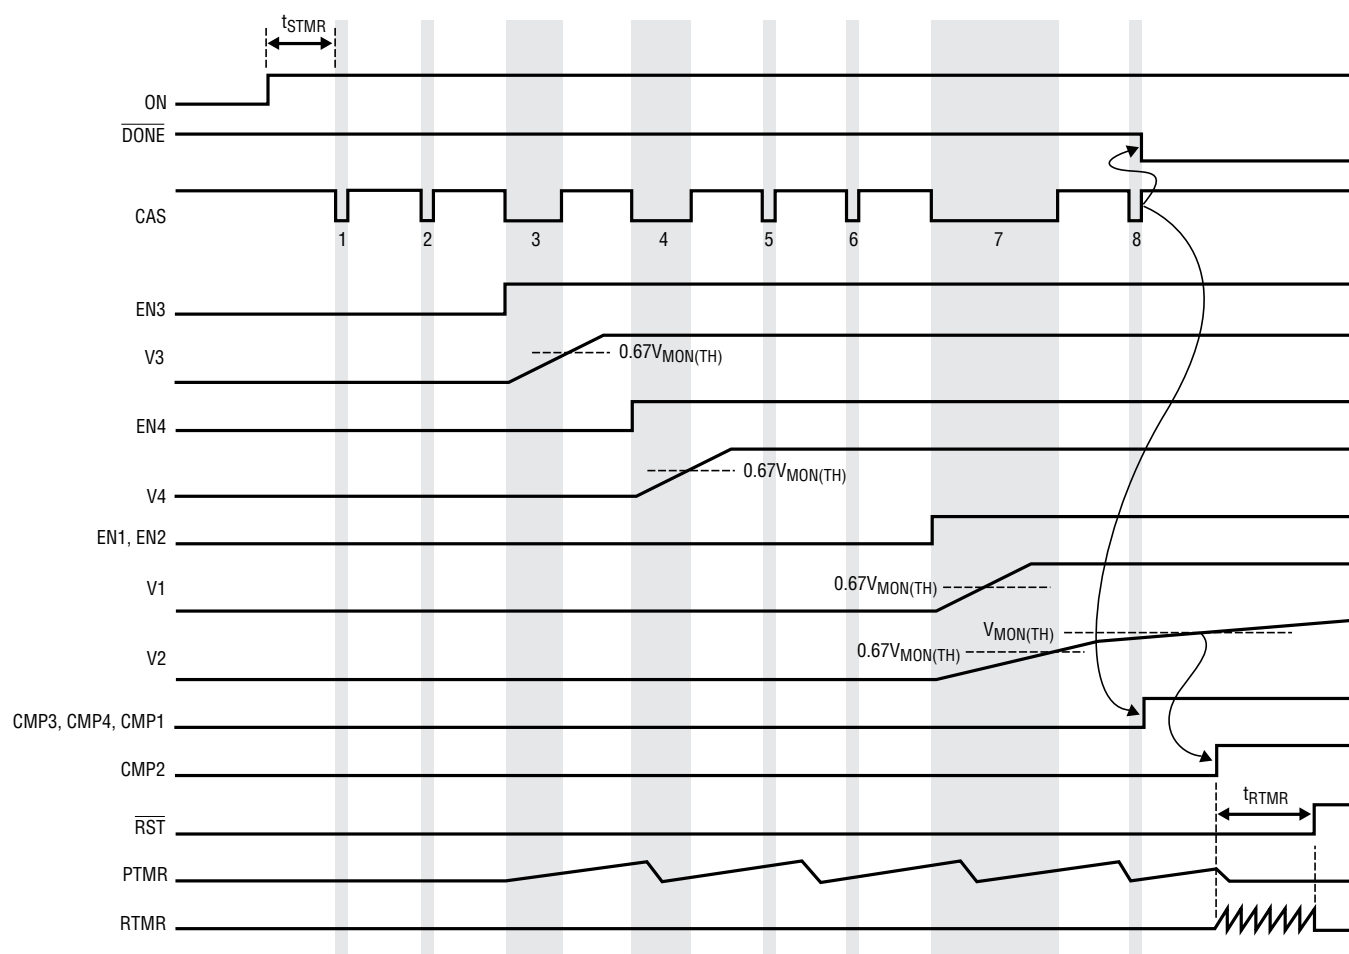 tSTMR
ON
DONE
CAS
1 2 3 4 5 6 7 8
EN3
V3
0.67VMON(TH)
EN4
V4
0.67VMON(TH)
EN1, EN2
V1
0.67VMON(TH)
V2
VMON(TH)
0.67VMON(TH)
CMP3, CMP4, CMP1
CMP2
tRTMR
RST
PTMR
RTMR